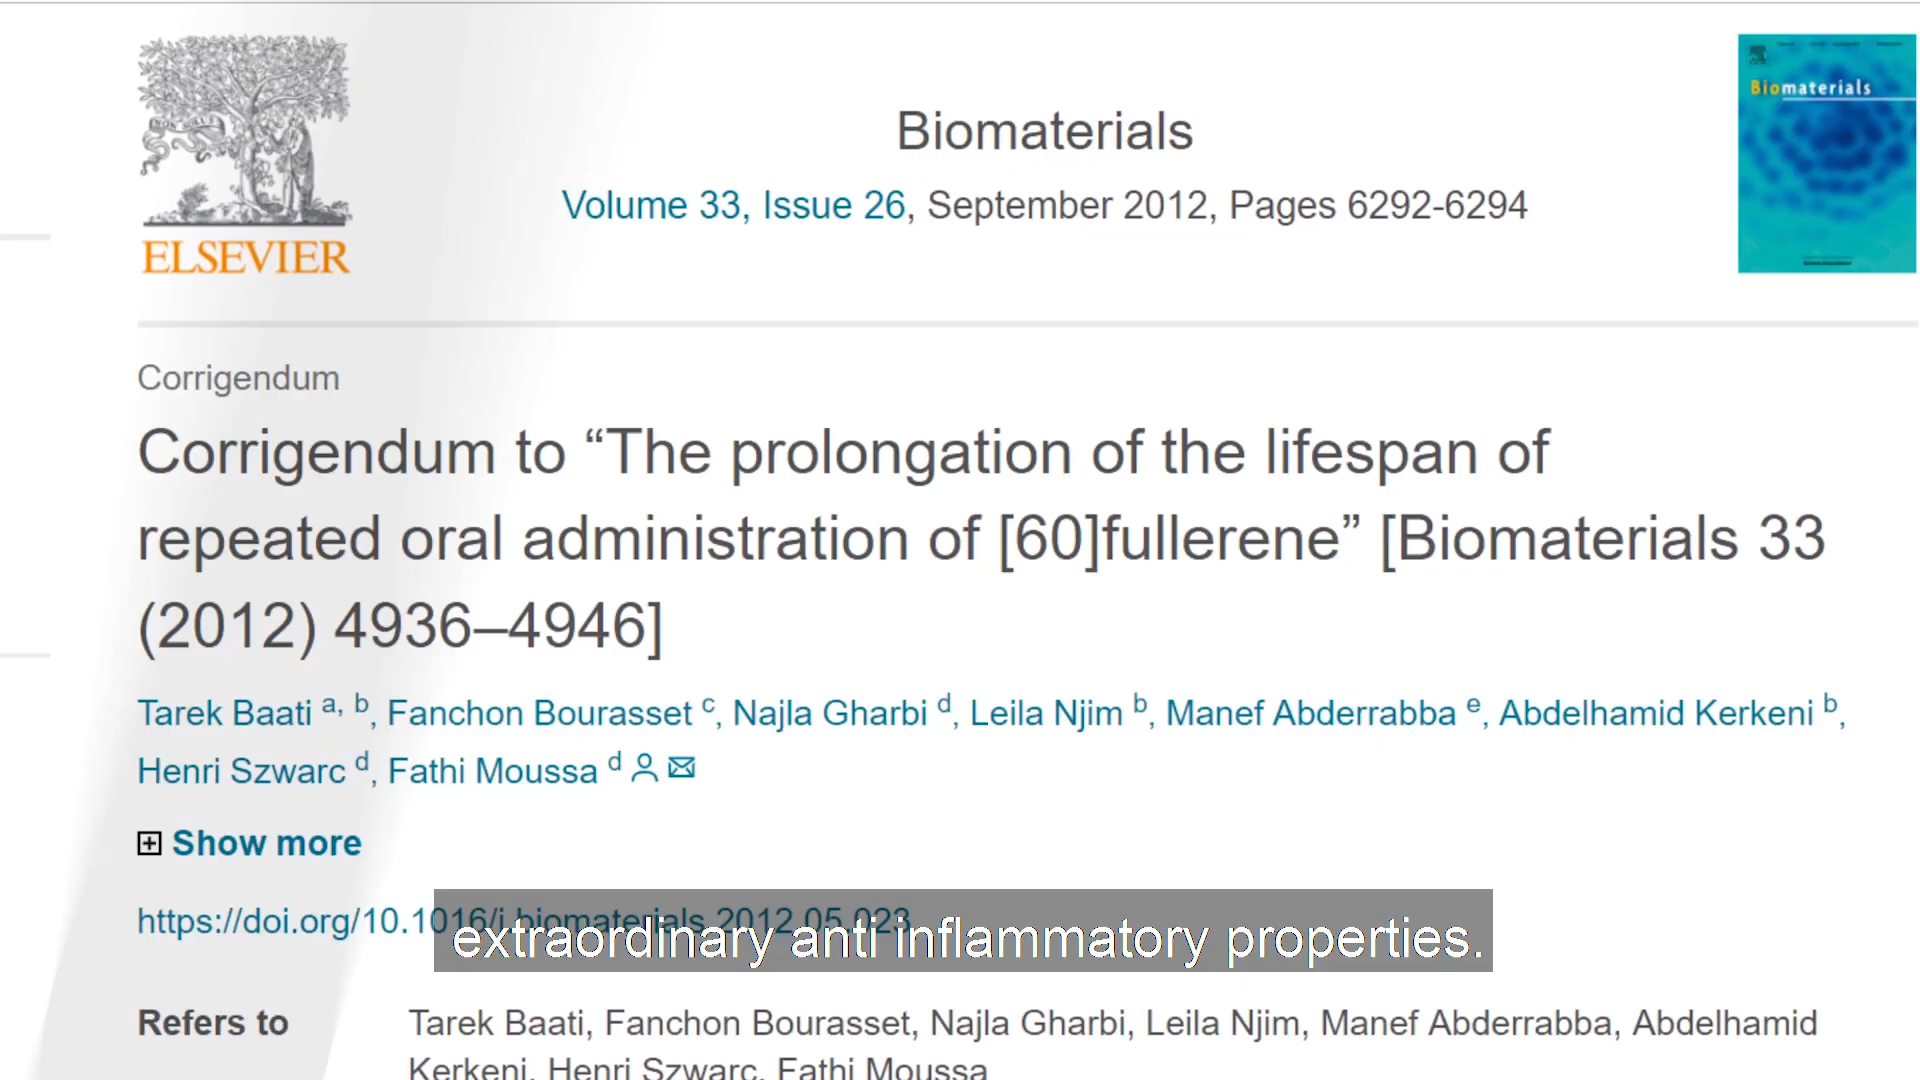 NON SOLUS
ELSEVIER
Biomaterials
Volume 33, Issue 26, September 2012, Pages 6292-6294
Biomaterials
Corrigendum
Corrigendum to “The prolongation of the lifespan of
repeated oral administration of [60]fullerene” [Biomaterials 33
(2012) 4936–4946]
Tarek Baati a, b, Fanchon Bourasset c, Najla Gharbi d, Leila Njim b, Manef Abderrabba e, Abdelhamid Kerkeni b,
Henri Szwarc d, Fathi Moussa d
Show more
https://doi.org/10.1016/j.biomaterials.2012.05.023
extraordinary anti inflammatory properties.
Refers to
Tarek Baati, Fanchon Bourasset, Najla Gharbi, Leila Njim, Manef Abderrabba, Abdelhamid
Kerkeni, Henri Szwarc, Fathi Moussa